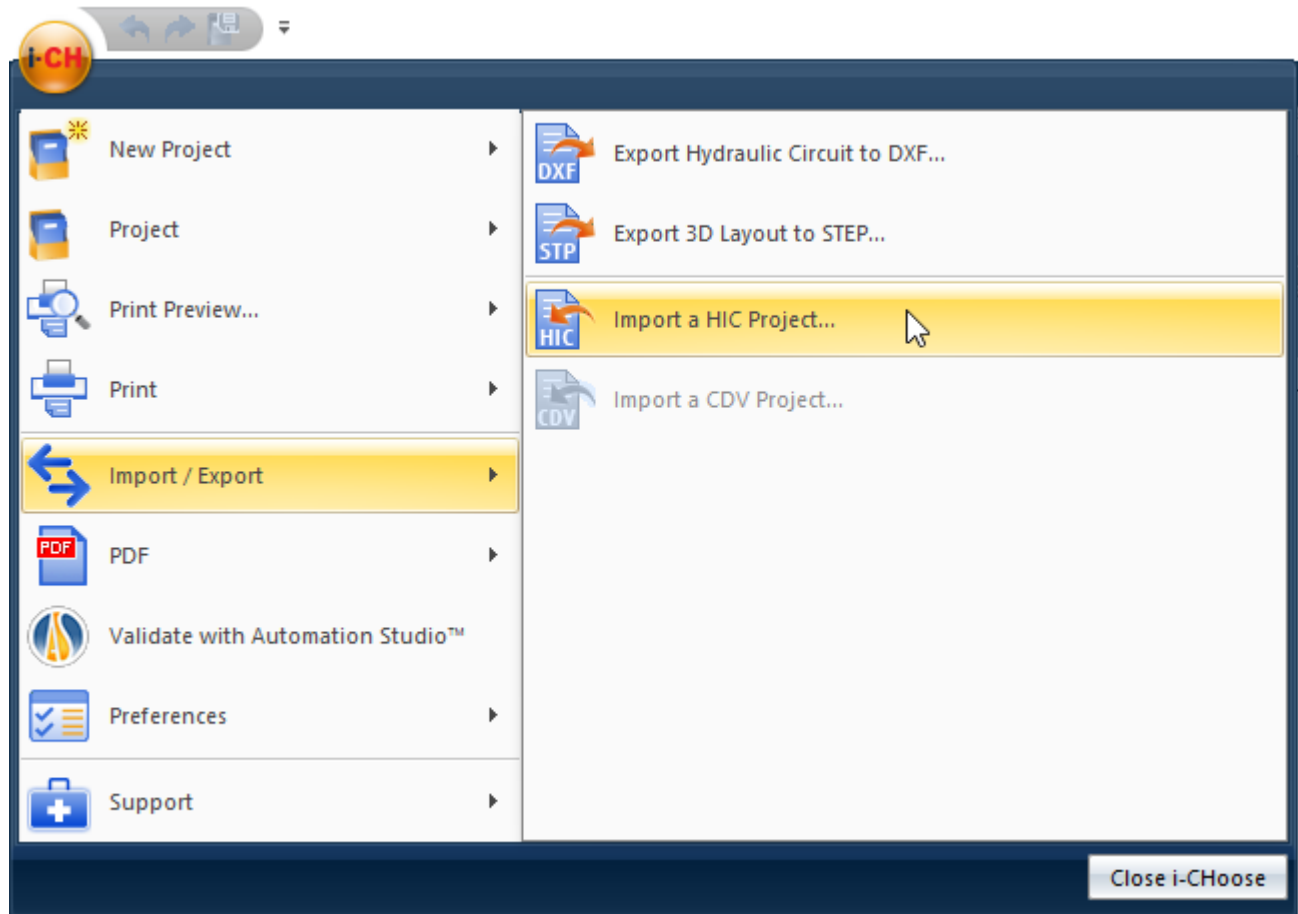 i-CH
New Project
Project
Print Preview...
Print
Import / Export
PDF
PDF
Validate with Automation Studio™
Preferences
Support
DXF
Export Hydraulic Circuit to DXF...
STP
Export 3D Layout to STEP...
HIC
Import a HIC Project...
CDV
Import a CDV Project...
Close i-CHoose